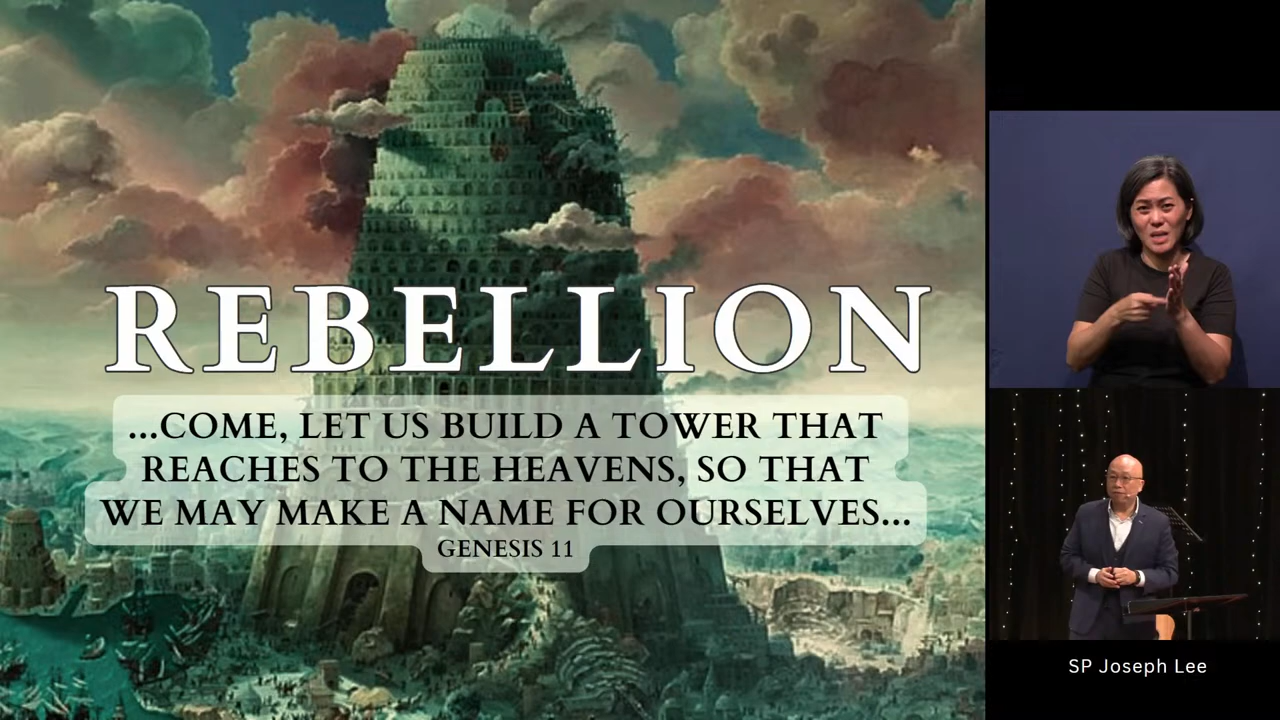 REBELLION
...COME, LET US BUILD A TOWER THAT
REACHES TO THE HEAVENS, SO THAT
WE MAY MAKE A NAME FOR OURSELVES...
GENESIS 11
SP Joseph Lee